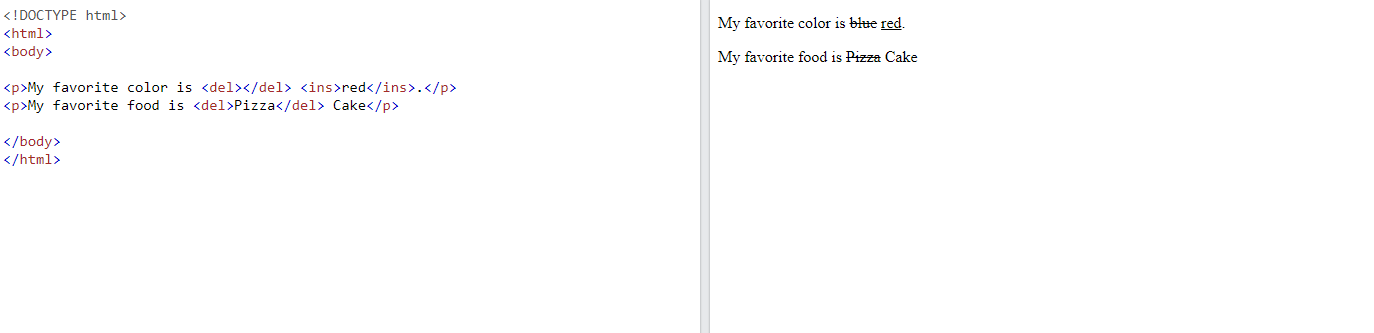 <!DOCTYPE html>
<html>
<body>
<p>My favorite color is <del></del> <ins>red</ins>.</p>
<p>My favorite food is <del>Pizza</del> Cake</p>
</body>
</html>
My favorite color is blue red.
My favorite food is Pizza Cake